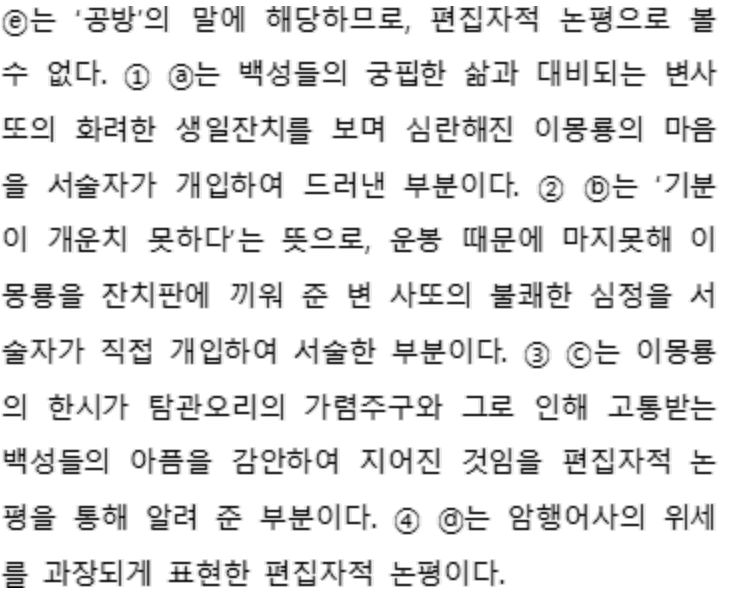 ⓔ는 '공방'의 말에 해당하므로, 편집자적 논평으로 볼
수 없다. ① ⓐ는 백성들의 궁핍한 삶과 대비되는 변사
또의 화려한 생일잔치를 보며 심란해진 이몽룡의 마음
을 서술자가 개입하여 드러낸 부분이다. ② ⓑ는 '기분
이 개운치 못하다'는 뜻으로, 운봉 때문에 마지못해 이
몽룡을 잔치판에 끼워 준 변 사또의 불쾌한 심정을 서
술자가 직접 개입하여 서술한 부분이다. ③ ⓒ는 이몽룡
의 한시가 탐관오리의 가렴주구와 그로 인해 고통받는
백성들의 아픔을 감안하여 지어진 것임을 편집자적 논
평을 통해 알려 준 부분이다. ④ ⓓ는 암행어사의 위세
를 과장되게 표현한 편집자적 논평이다.